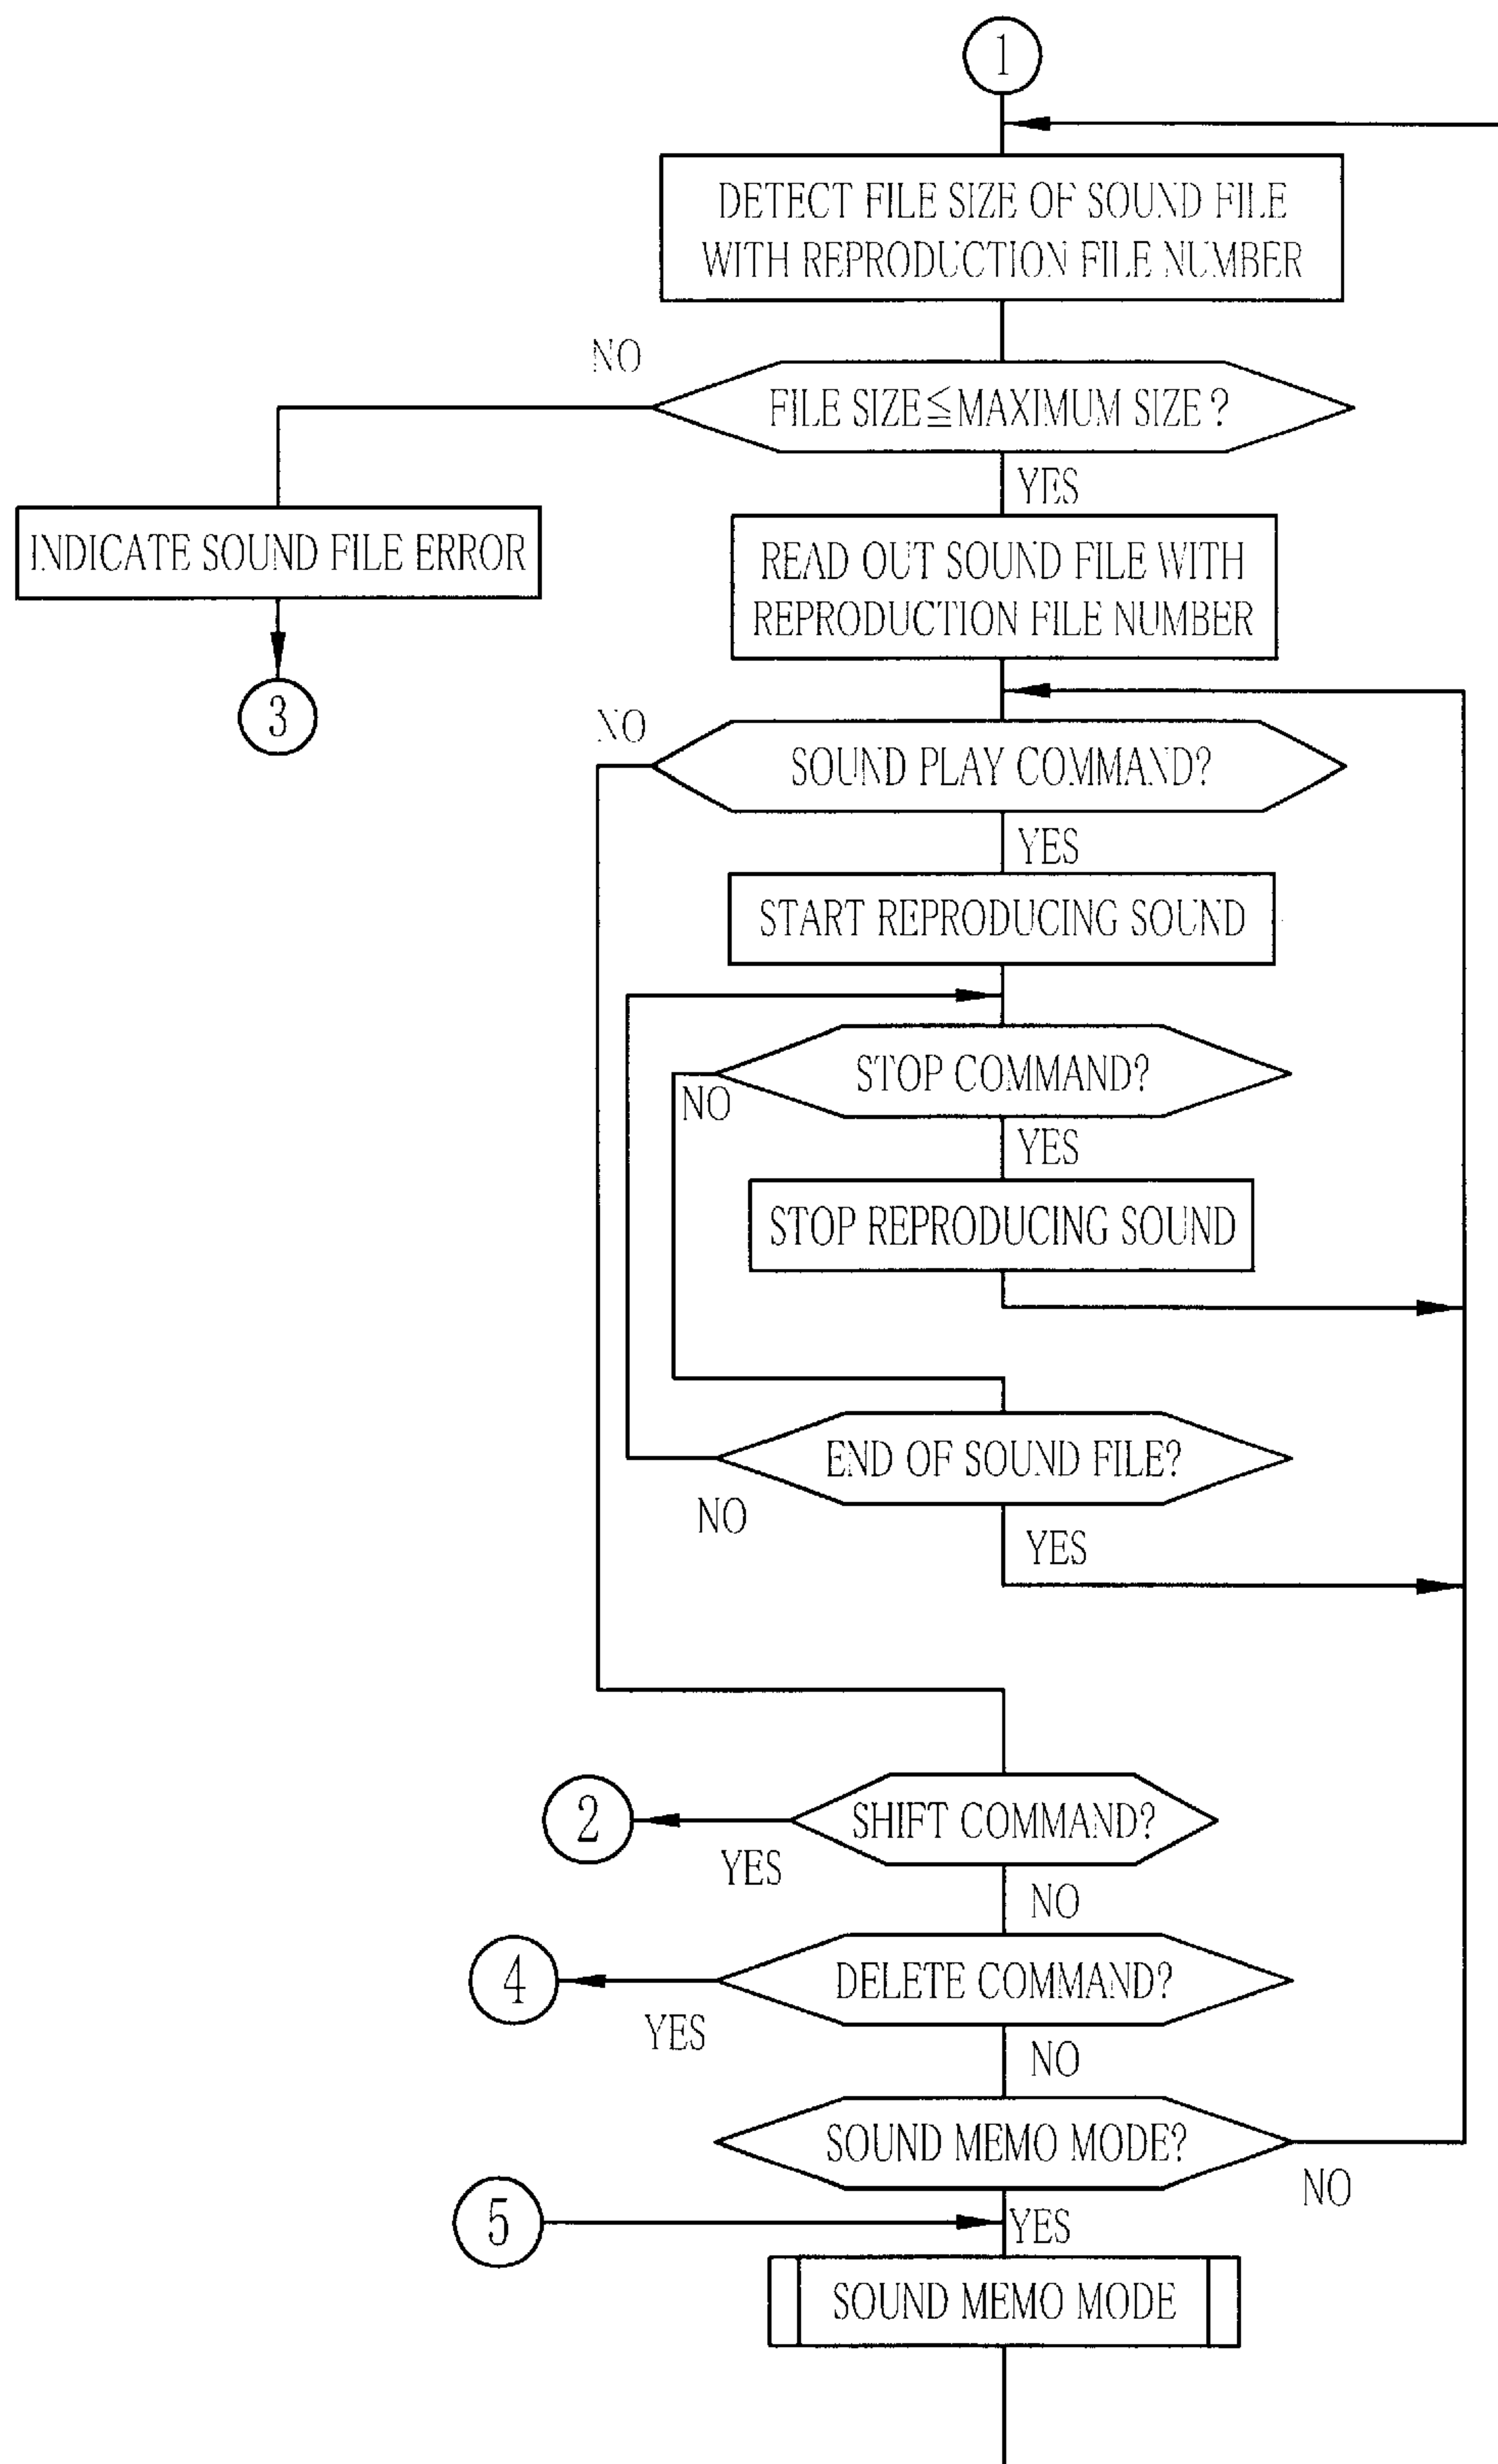 1
DETECT FILE SIZE OF SOUND FILE
WITH REPRODUCTION FILE NUMBER
NO
FILE SIZE≦MAXIMUM SIZE?
YES
INDICATE SOUND FILE ERROR
READ OUT SOUND FILE WITH
REPRODUCTION FILE NUMBER
3
NO
SOUND PLAY COMMAND?
YES
START REPRODUCING SOUND
STOP COMMAND?
NO
YES
STOP REPRODUCING SOUND
END OF SOUND FILE?
NO
YES
2
SHIFT COMMAND?
YES
NO
4
DELETE COMMAND?
YES
NO
SOUND MEMO MODE?
NO
5
YES
SOUND MEMO MODE